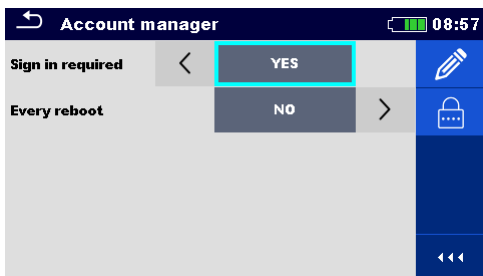 Account manager 08:57
Sign in required YES
Every reboot NO